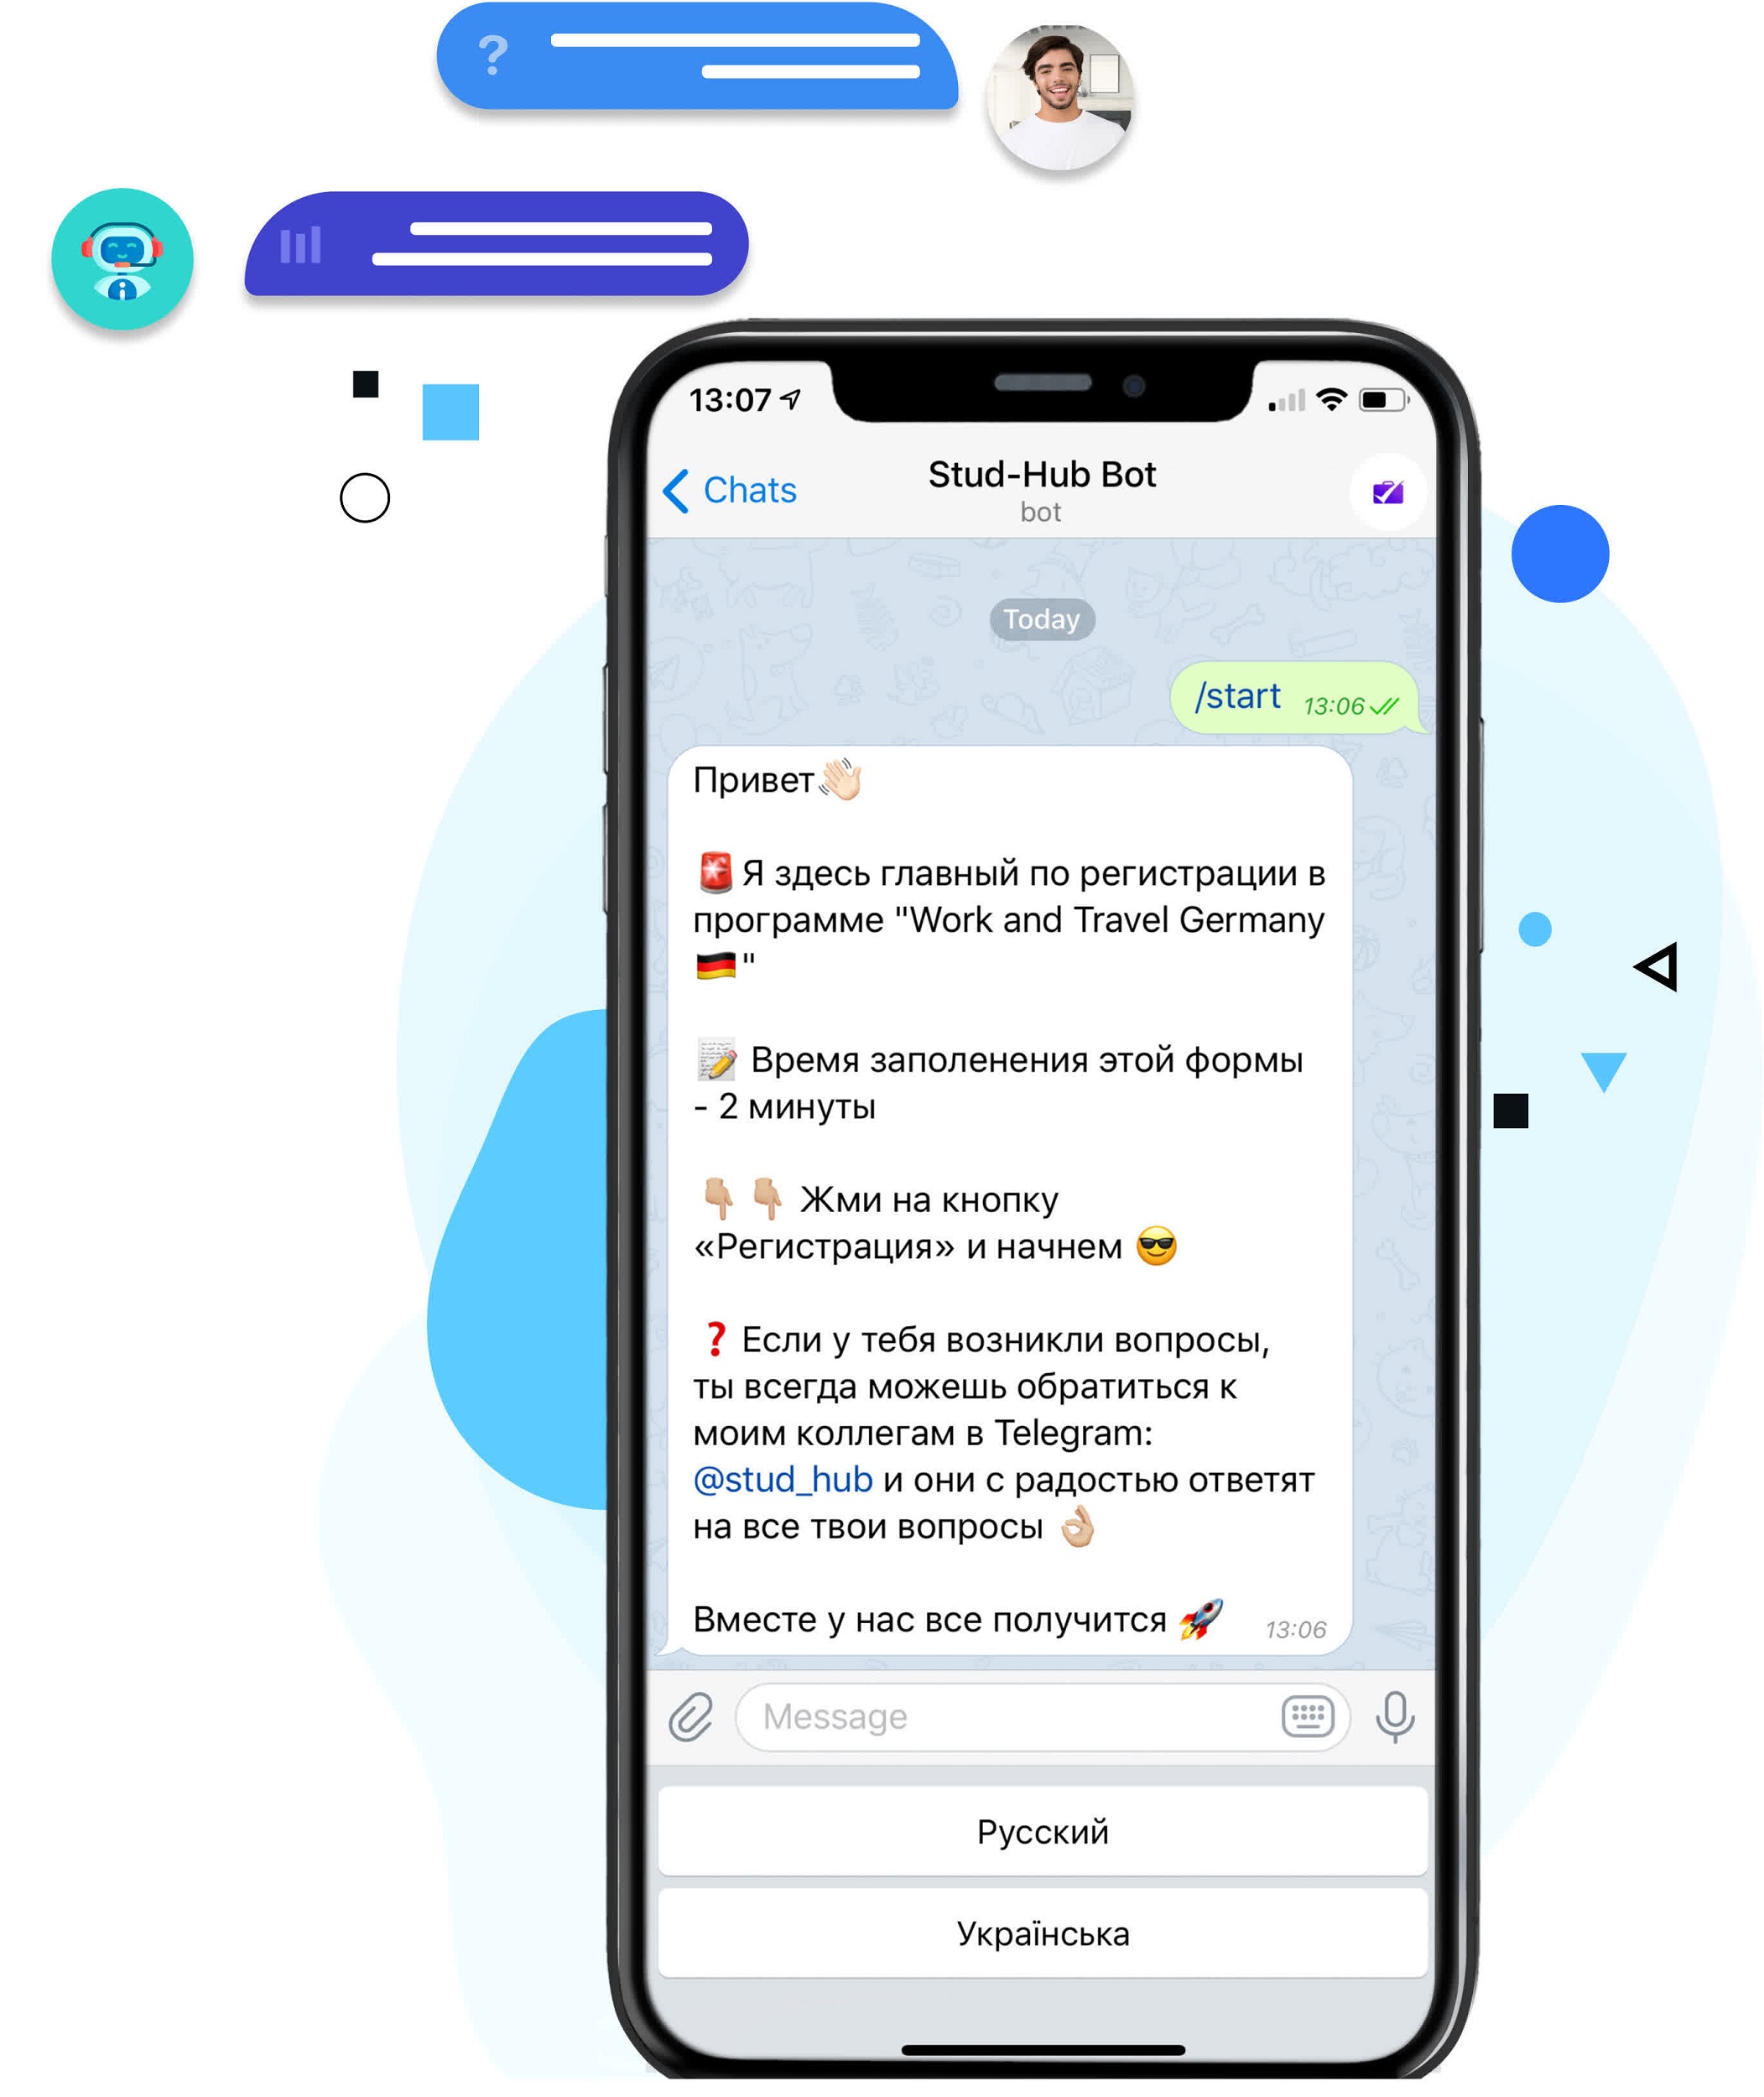 ?
13:07
Chats
Stud-Hub Bot
bot
Today
/start 13:06
Привет👋🏻
🚨 Я здесь главный по регистрации в
программе "Work and Travel Germany
🇩🇪"
📝 Время заполенения этой формы
- 2 минуты
👇🏼 👇🏼 Жми на кнопку
«Регистрация» и начнем 😎
❓ Если у тебя возникли вопросы,
ты всегда можешь обратиться к
моим коллегам в Telegram:
@stud_hub и они с радостью ответят
на все твои вопросы 👌🏼
Вместе у нас все получится 🚀 13:06
Message
Русский
Українська